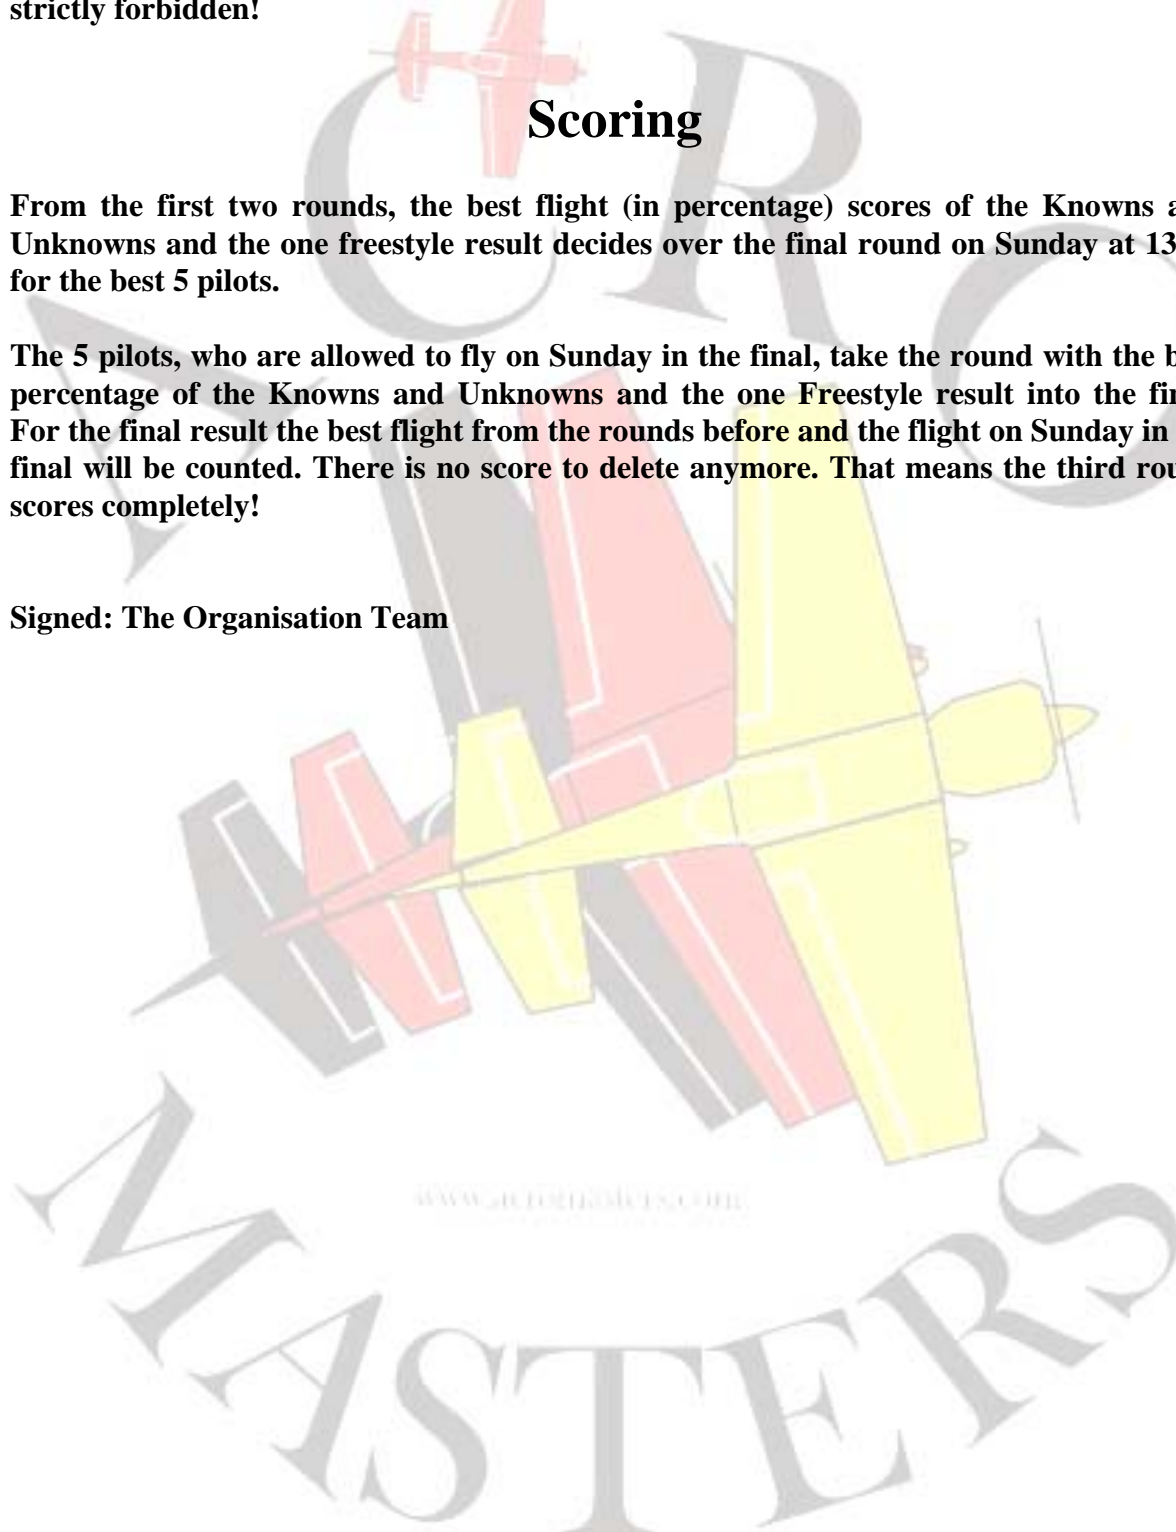 strictly forbidden!
Scoring
From the first two rounds, the best flight (in percentage) scores of the Knowns a
Unknowns and the one freestyle result decides over the final round on Sunday at 13
for the best 5 pilots.
The 5 pilots, who are allowed to fly on Sunday in the final, take the round with the b
percentage of the Knowns and Unknowns and the one Freestyle result into the fin
For the final result the best flight from the rounds before and the flight on Sunday in
final will be counted. There is no score to delete anymore. That means the third rou
scores completely!
Signed: The Organisation Team
ACRO
www.acromasters.com
MASTERS